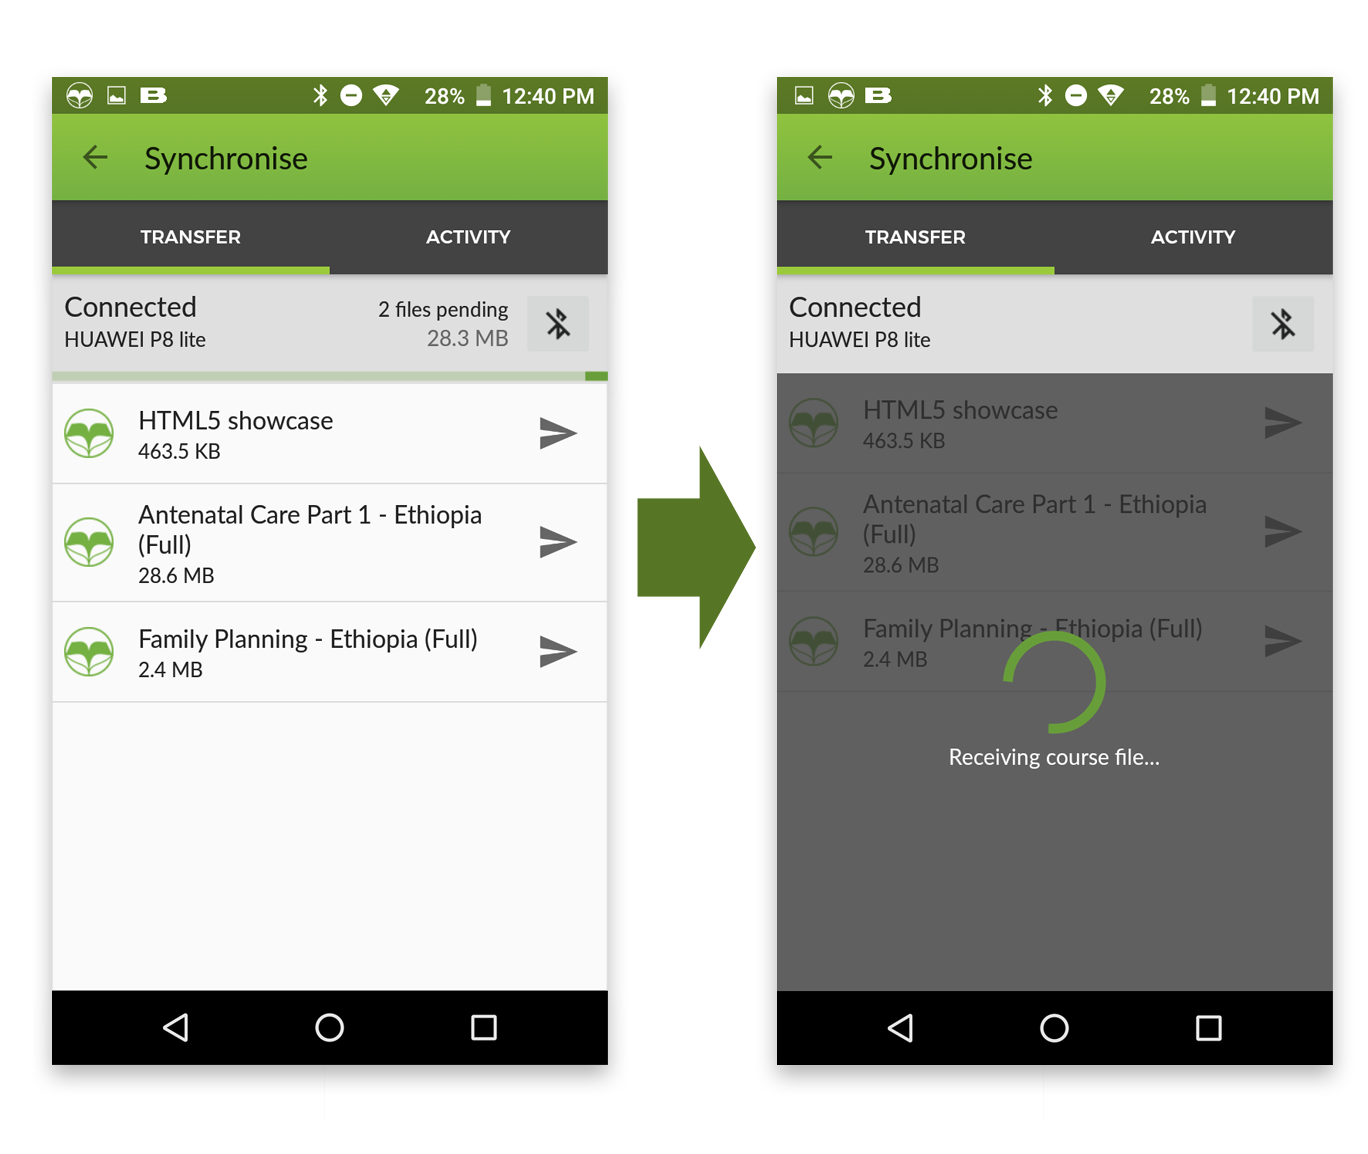 B
28%
12:40 PM
Synchronise
TRANSFER
ACTIVITY
Connected
2 files pending
HUAWEI P8 lite
28.3 MB
HTML5 showcase
463.5 KB
Antenatal Care Part 1 - Ethiopia
(Full)
28.6 MB
Family Planning - Ethiopia (Full)
2.4 MB
B
28%
12:40 PM
Synchronise
TRANSFER
ACTIVITY
Connected
HUAWEI P8 lite
HTML5 showcase
463.5 KB
Antenatal Care Part 1 - Ethiopia
(Full)
28.6 MB
Family Planning - Ethiopia (Full)
2.4 MB
Receiving course file...